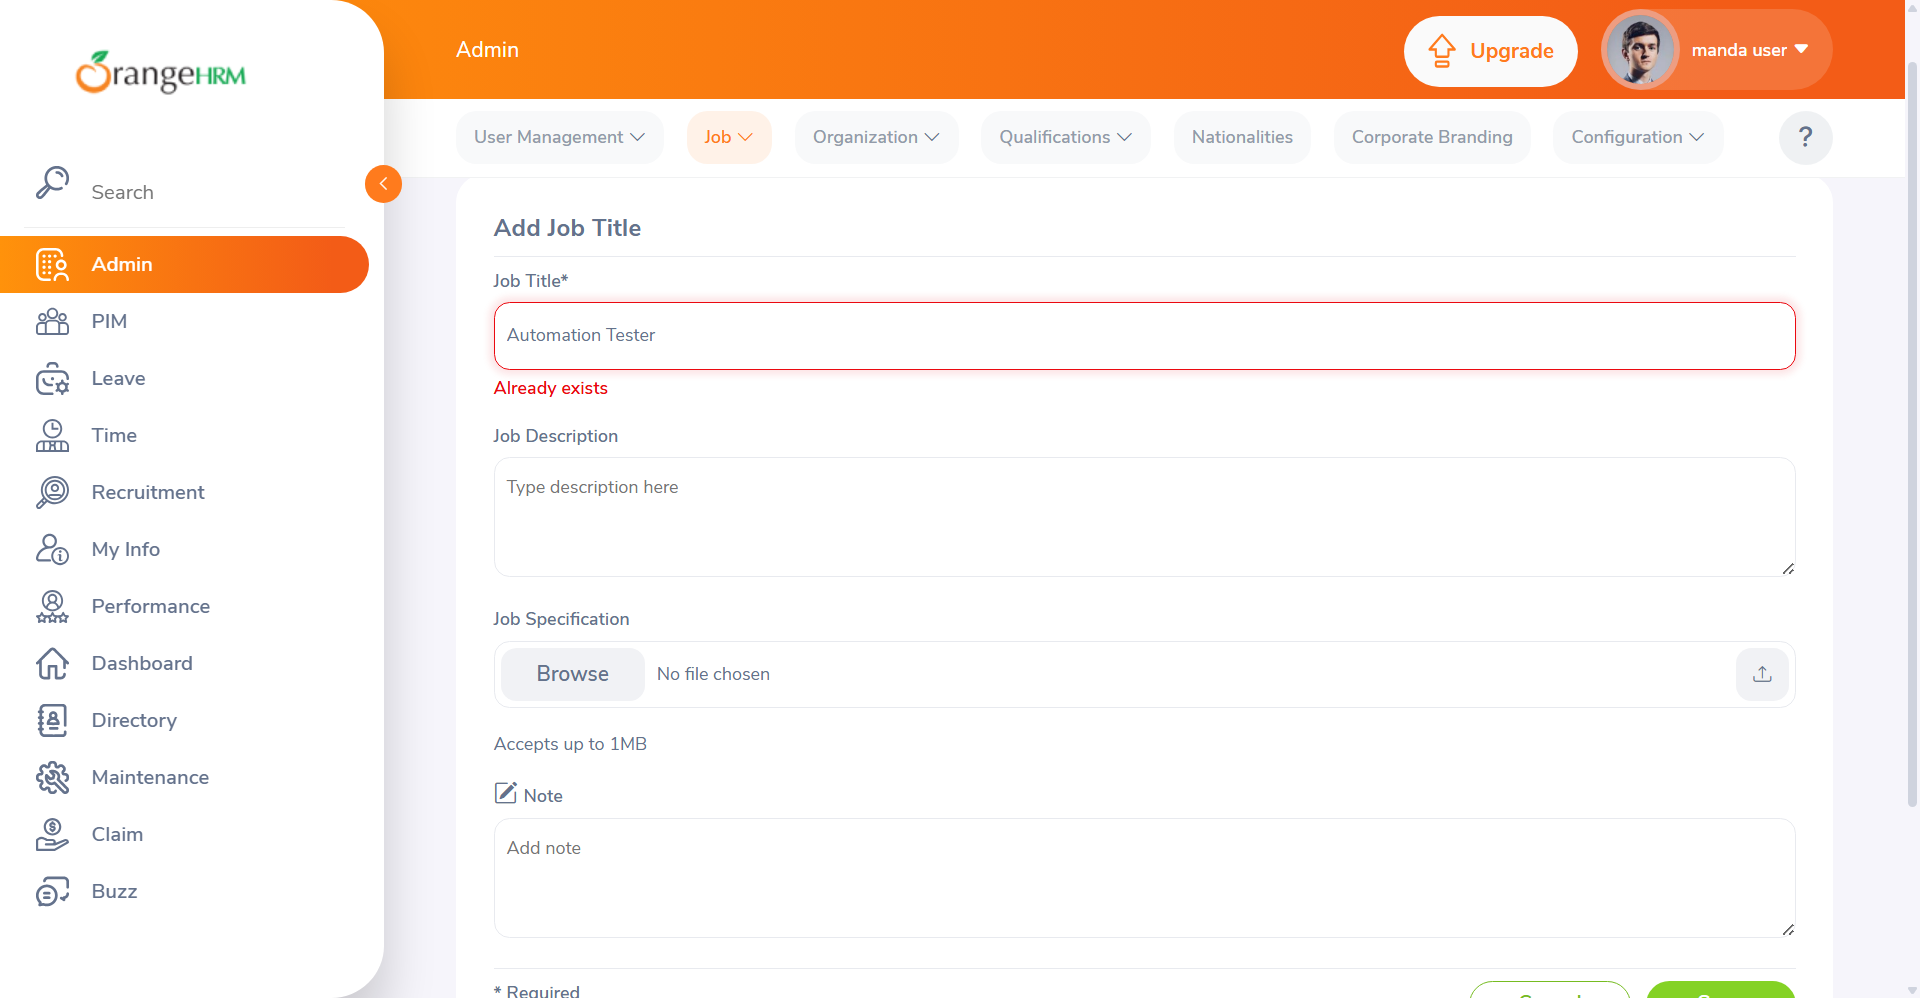 OrangeHRM
Search
Admin
PIM
Leave
Time
Recruitment
My Info
Performance
Dashboard
Directory
Maintenance
Claim
Buzz
Admin
Upgrade
manda user
User Management
Job
Organization
Qualifications
Nationalities
Corporate Branding
Configuration
?
Add Job Title
Job Title*
Automation Tester
Already exists
Job Description
Type description here
Job Specification
Browse
No file chosen
Accepts up to 1MB
Note
Add note
* Required